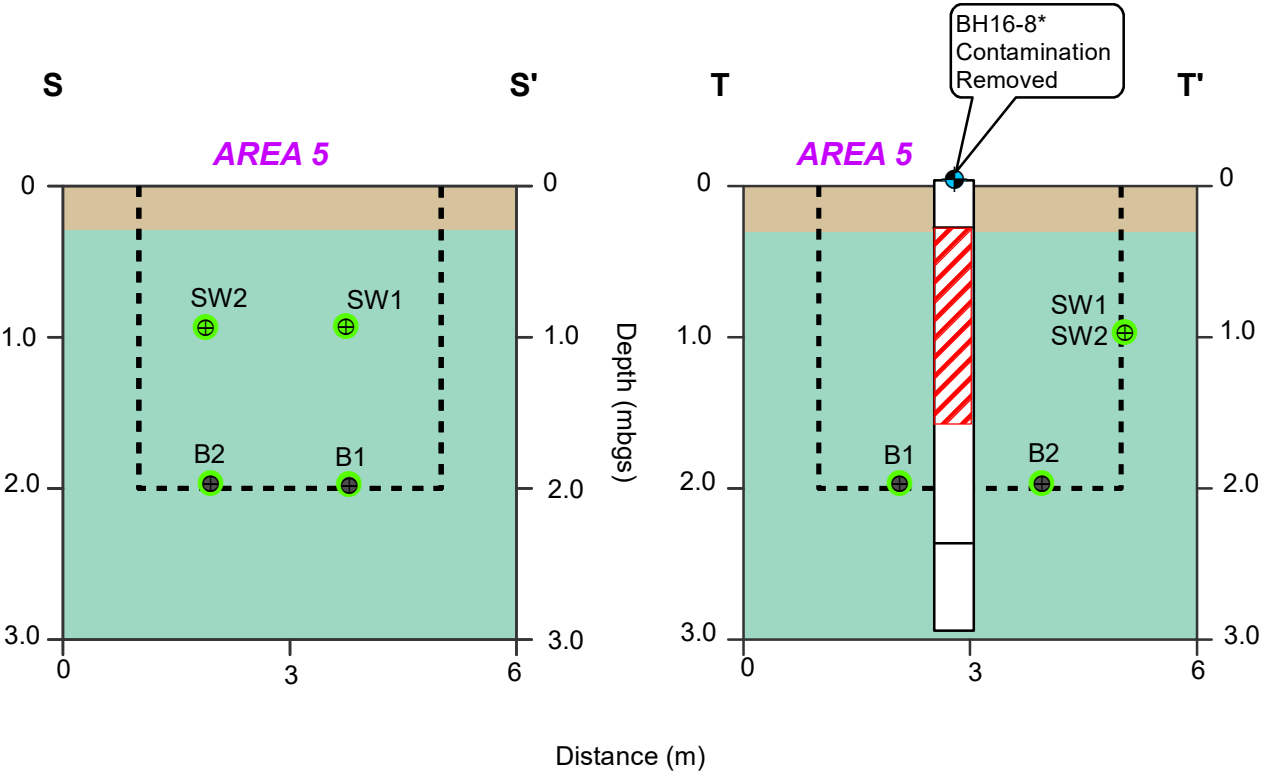 BH16-8*
Contamination
Removed
S
S'
T
T'
AREA 5
AREA 5
0
0
0
0
SW2
SW1
SW1
SW2
1.0
1.0
1.0
1.0
Depth (mbgs)
B2
B1
B1
B2
2.0
2.0
2.0
2.0
3.0
3.0
3.0
3.0
0
3
6
0
3
6
Distance (m)